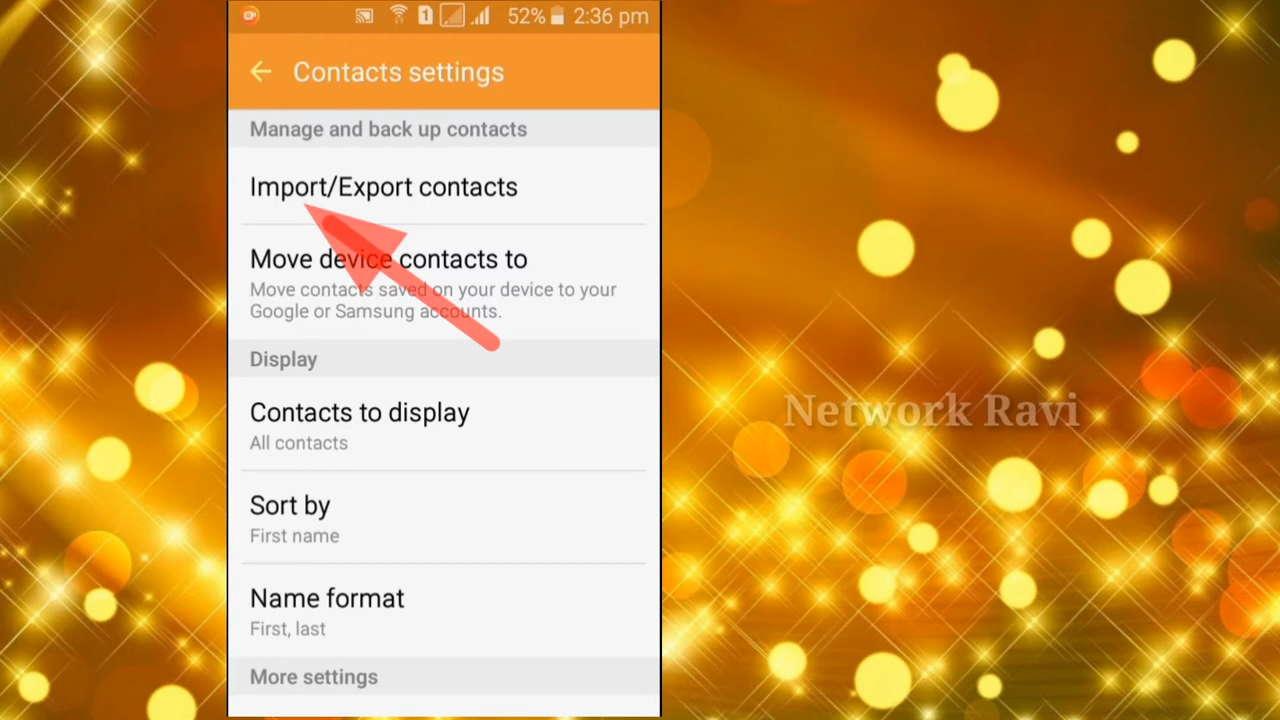 1 52% 2:36 pm
Contacts settings
Manage and back up contacts
Import/Export contacts
Move device contacts to
Move contacts saved on your device to your
Google or Samsung accounts.
Display
Contacts to display
All contacts
Network Ravi
Sort by
First name
Name format
First, last
More settings